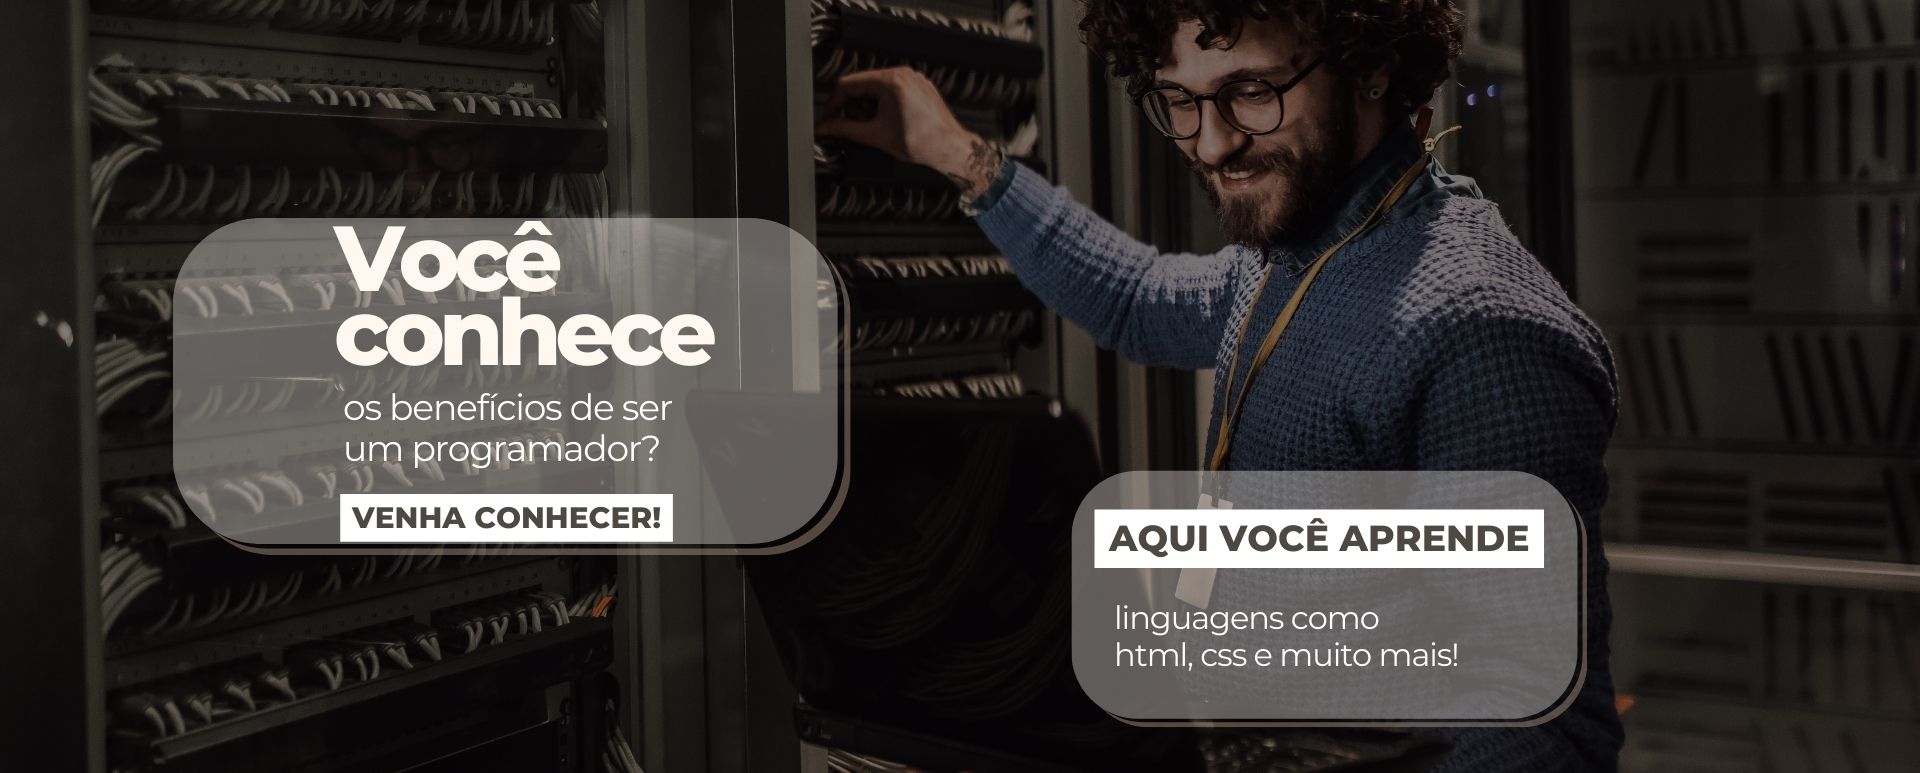 Você
conhece
os benefícios de ser
um programador?
VENHA CONHECER!
AQUI VOCÊ APRENDE
linguagens como
html, css e muito mais!